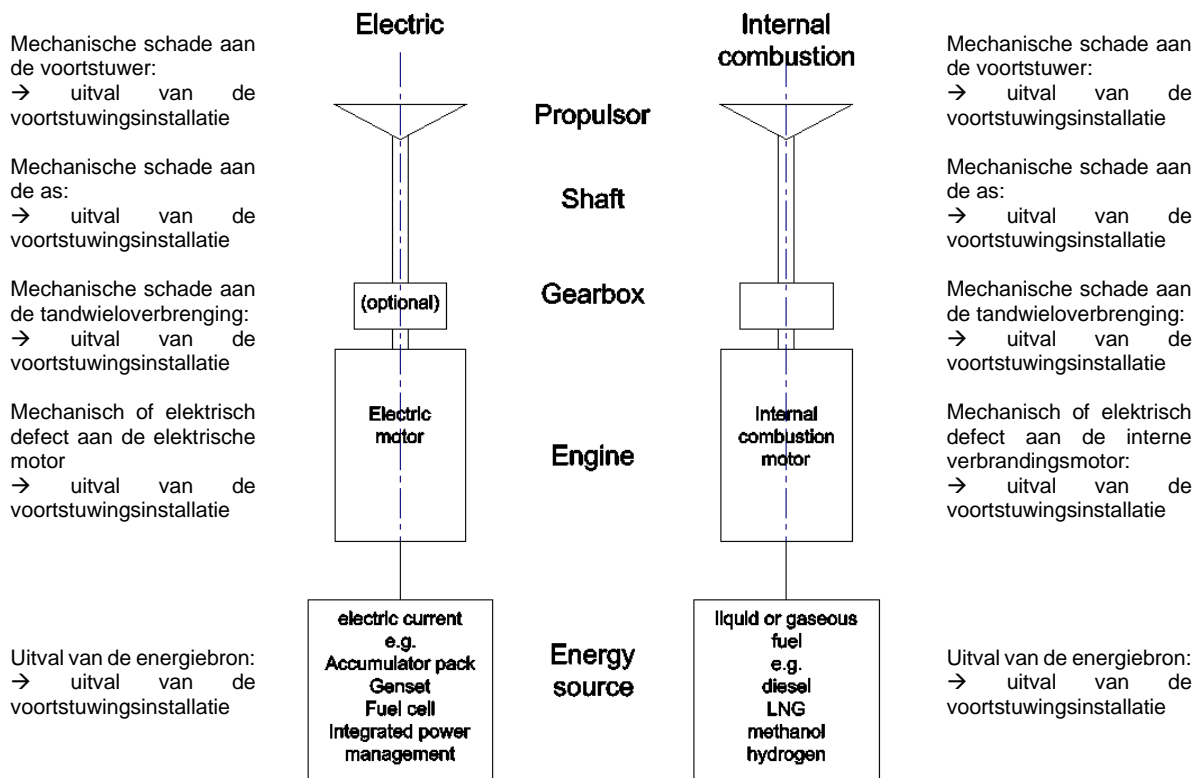 Electric
Internal
combustion
Mechanische schade aan
de voortstuwer:
→ uitval van de
voortstuwingsinstallatie
Propulsor
Mechanische schade aan
de voortstuwer:
→ uitval van de
voortstuwingsinstallatie
Mechanische schade aan
de as:
→ uitval van de
voortstuwingsinstallatie
Shaft
Mechanische schade aan
de as:
→ uitval van de
voortstuwingsinstallatie
Mechanische schade aan
de tandwieloverbrenging:
→ uitval van de
voortstuwingsinstallatie
(optional)
Gearbox
Mechanische schade aan
de tandwieloverbrenging:
→ uitval van de
voortstuwingsinstallatie
Mechanisch of elektrisch
defect aan de elektrische
motor
→ uitval van de
voortstuwingsinstallatie
Electric
motor
Engine
Internal
combustion
motor
Mechanisch of elektrisch
defect aan de interne
verbrandingsmotor:
→ uitval van de
voortstuwingsinstallatie
Uitval van de energiebron:
→ uitval van de
voortstuwingsinstallatie
electric current
e.g.
Accumulator pack
Genset
Fuel cell
Integrated power
management
Energy
source
liquid or gaseous
fuel
e.g.
diesel
LNG
methanol
hydrogen
Uitval van de energiebron:
→ uitval van de
voortstuwingsinstallatie